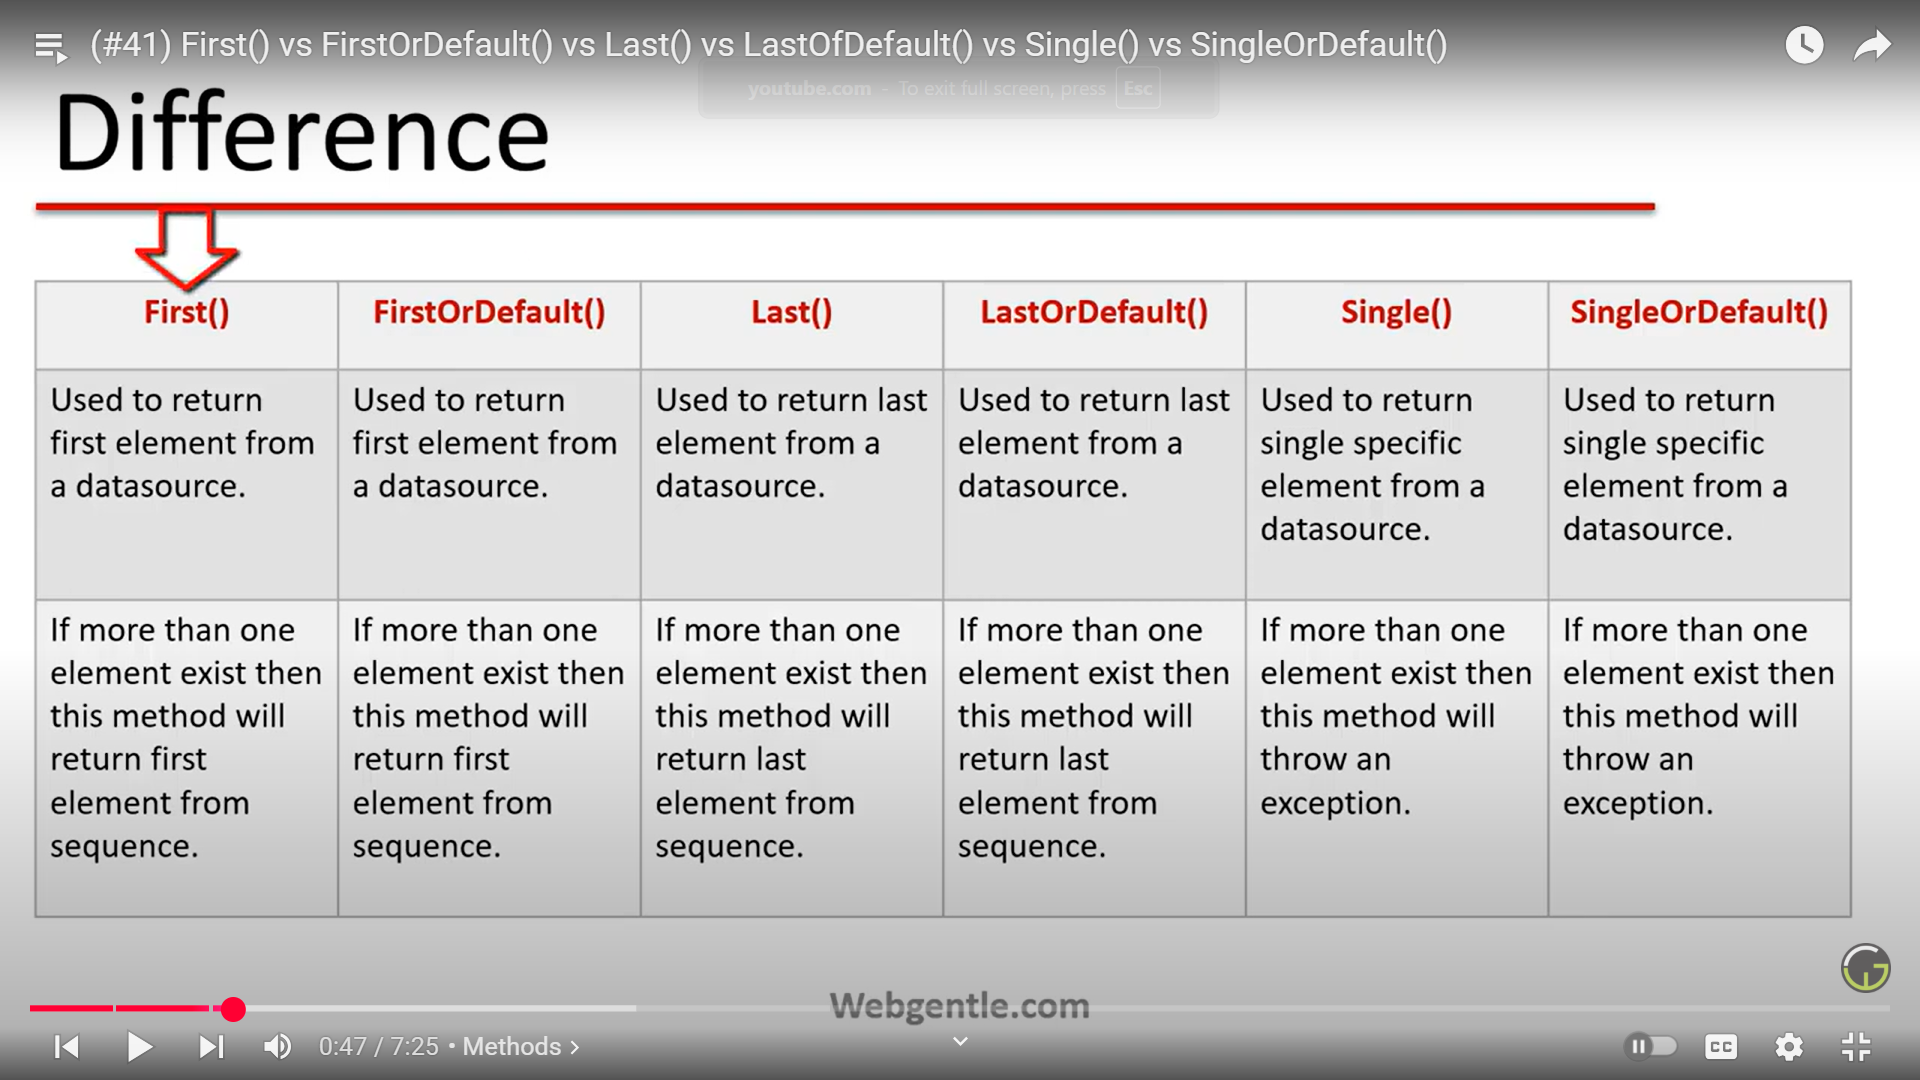 (#41) First() vs FirstOrDefault() vs Last() vs LastOfDefault() vs Single() vs SingleOrDefault()
youtube.com - To exit full screen, press Esc
Difference
First() FirstOrDefault() Last() LastOrDefault() Single() SingleOrDefault()
Used to return
first element from
a datasource.
Used to return
first element from
a datasource.
Used to return last
element from a
datasource.
Used to return last
element from a
datasource.
Used to return
single specific
element from a
datasource.
Used to return
single specific
element from a
datasource.
If more than one
element exist then
this method will
return first
element from
sequence.
If more than one
element exist then
this method will
return first
element from
sequence.
If more than one
element exist then
this method will
return last
element from
sequence.
If more than one
element exist then
this method will
return last
element from
sequence.
If more than one
element exist then
this method will
throw an
exception.
If more than one
element exist then
this method will
throw an
exception.
Webgentle.com
0:47 / 7:25 • Methods >
CC